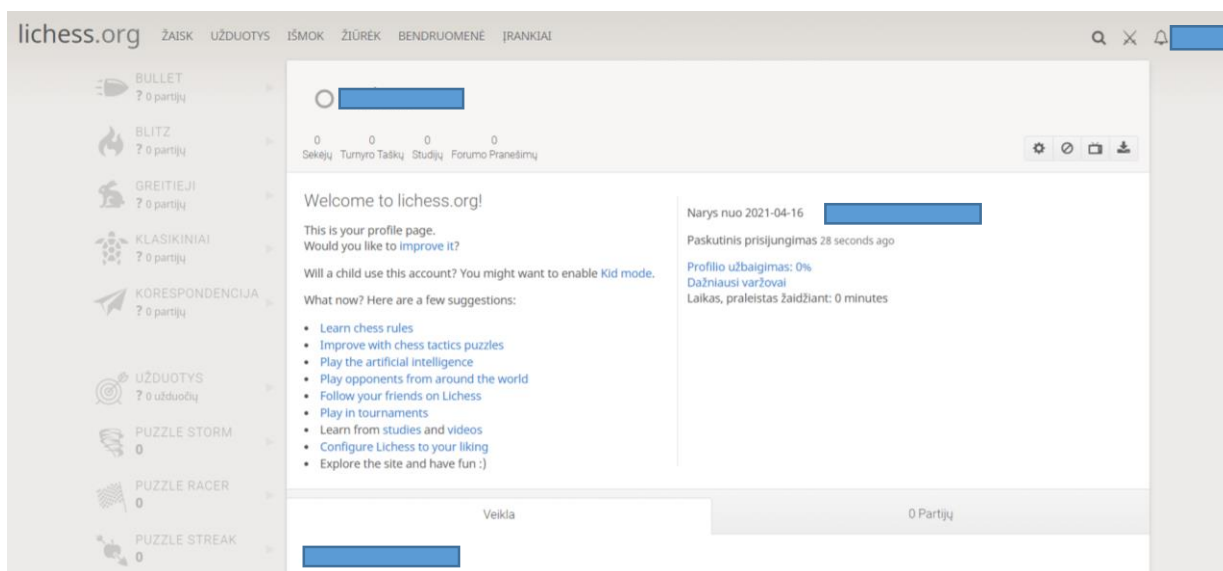 lichess.org ŽAISK UŽDUOTYS IŠMOK ŽIŪRĖK BENDRUOMENĖ ĮRANKIAI
BULLET
? 0 partijų
BLITZ
? 0 partijų
GREITIEJI
? 0 partijų
KLASIKINIAI
? 0 partijų
KORESPONDENCIJA
? 0 partijų
UŽDUOTYS
? 0 užduočių
PUZZLE STORM
0
PUZZLE RACER
0
PUZZLE STREAK
0
0 0 0 0
Sekėjų Turnyro Taškų Studijų Forumo Pranešimų
Welcome to lichess.org!
This is your profile page.
Would you like to improve it?
Will a child use this account? You might want to enable Kid mode.
What now? Here are a few suggestions:
• Learn chess rules
• Improve with chess tactics puzzles
• Play the artificial intelligence
• Play opponents from around the world
• Follow your friends on Lichess
• Play in tournaments
• Learn from studies and videos
• Configure Lichess to your liking
• Explore the site and have fun :)
Narys nuo 2021-04-16
Paskutinis prisijungimas 28 seconds ago
Profilio užbaigimas: 0%
Dažniausi varžovai
Laikas, praleistas žaidžiant: 0 minutes
Veikla
0 Partijų